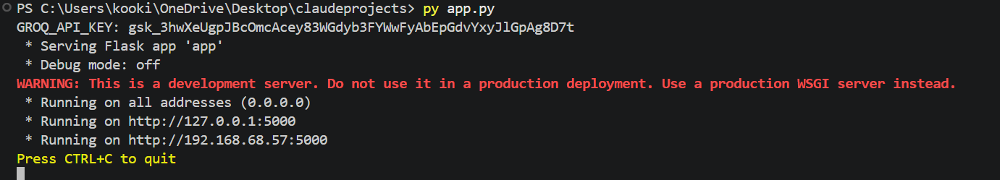 PS C:\Users\kooki\OneDrive\Desktop\claudeprojects> py app.py
GROQ_API_KEY: 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
* Serving Flask app 'app'
* Debug mode: off
WARNING: This is a development server. Do not use it in a production deployment. Use a production WSGI server instead.
* Running on all addresses (0.0.0.0)
* Running on http://127.0.0.1:5000
* Running on http://192.168.68.57:5000
Press CTRL+C to quit